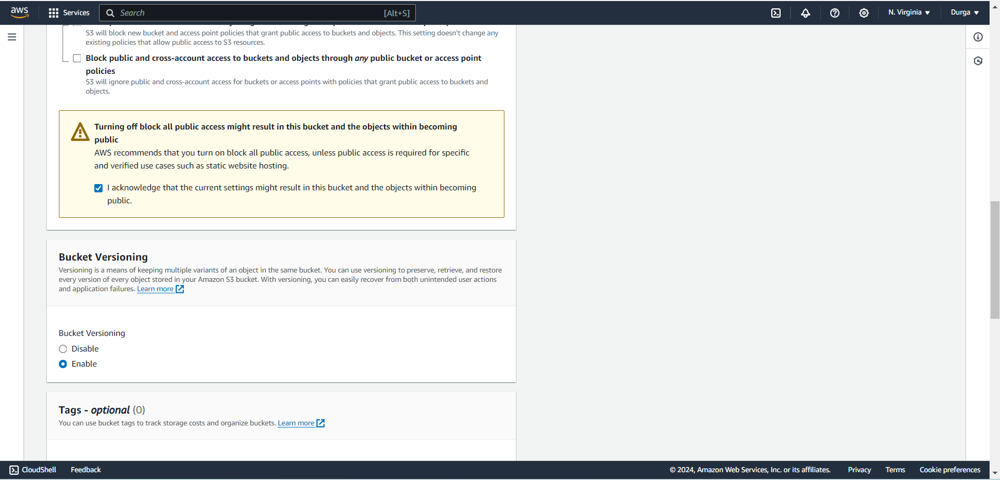 aws
Services
Search
[Alt+S]
N. Virginia
Durga
S3 will block new bucket and access point policies that grant public access to buckets and objects. This setting doesn't change any
existing policies that allow public access to S3 resources.
Block public and cross-account access to buckets and objects through any public bucket or access point
policies
S3 will ignore public and cross-account access for buckets or access points with policies that grant public access to buckets and
objects.
Turning off block all public access might result in this bucket and the objects within becoming
public
AWS recommends that you turn on block all public access, unless public access is required for specific
and verified use cases such as static website hosting.
I acknowledge that the current settings might result in this bucket and the objects within becoming
public.
Bucket Versioning
Versioning is a means of keeping multiple variants of an object in the same bucket. You can use versioning to preserve, retrieve, and restore
every version of every object stored in your Amazon S3 bucket. With versioning, you can easily recover from both unintended user actions
and application failures. Learn more
Bucket Versioning
Disable
Enable
Tags - optional (0)
You can use bucket tags to track storage costs and organize buckets. Learn more
CloudShell
Feedback
© 2024, Amazon Web Services, Inc. or its affiliates.
Privacy
Terms
Cookie preferences